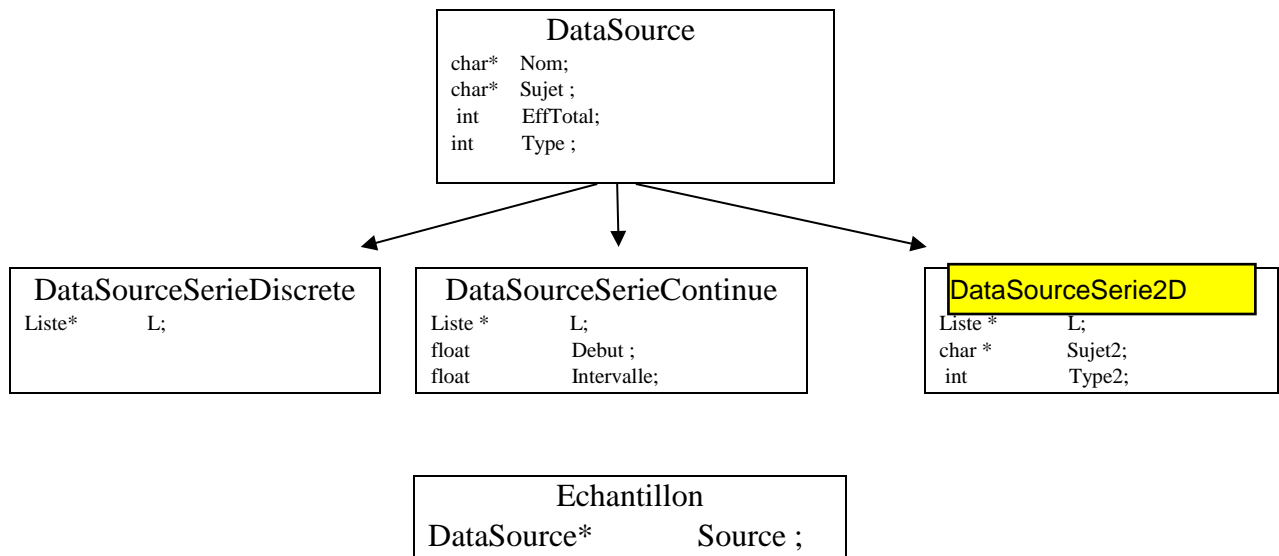 DataSource
char* Nom;
char* Sujet ;
int EffTotal;
int Type ;
DataSourceSerieDiscrete
Liste* L;
DataSourceSerieContinue
Liste * L;
float Debut ;
float Intervalle;
DataSourceSerie2D
Liste * L;
char * Sujet2;
int Type2;
Echantillon
DataSource* Source ;